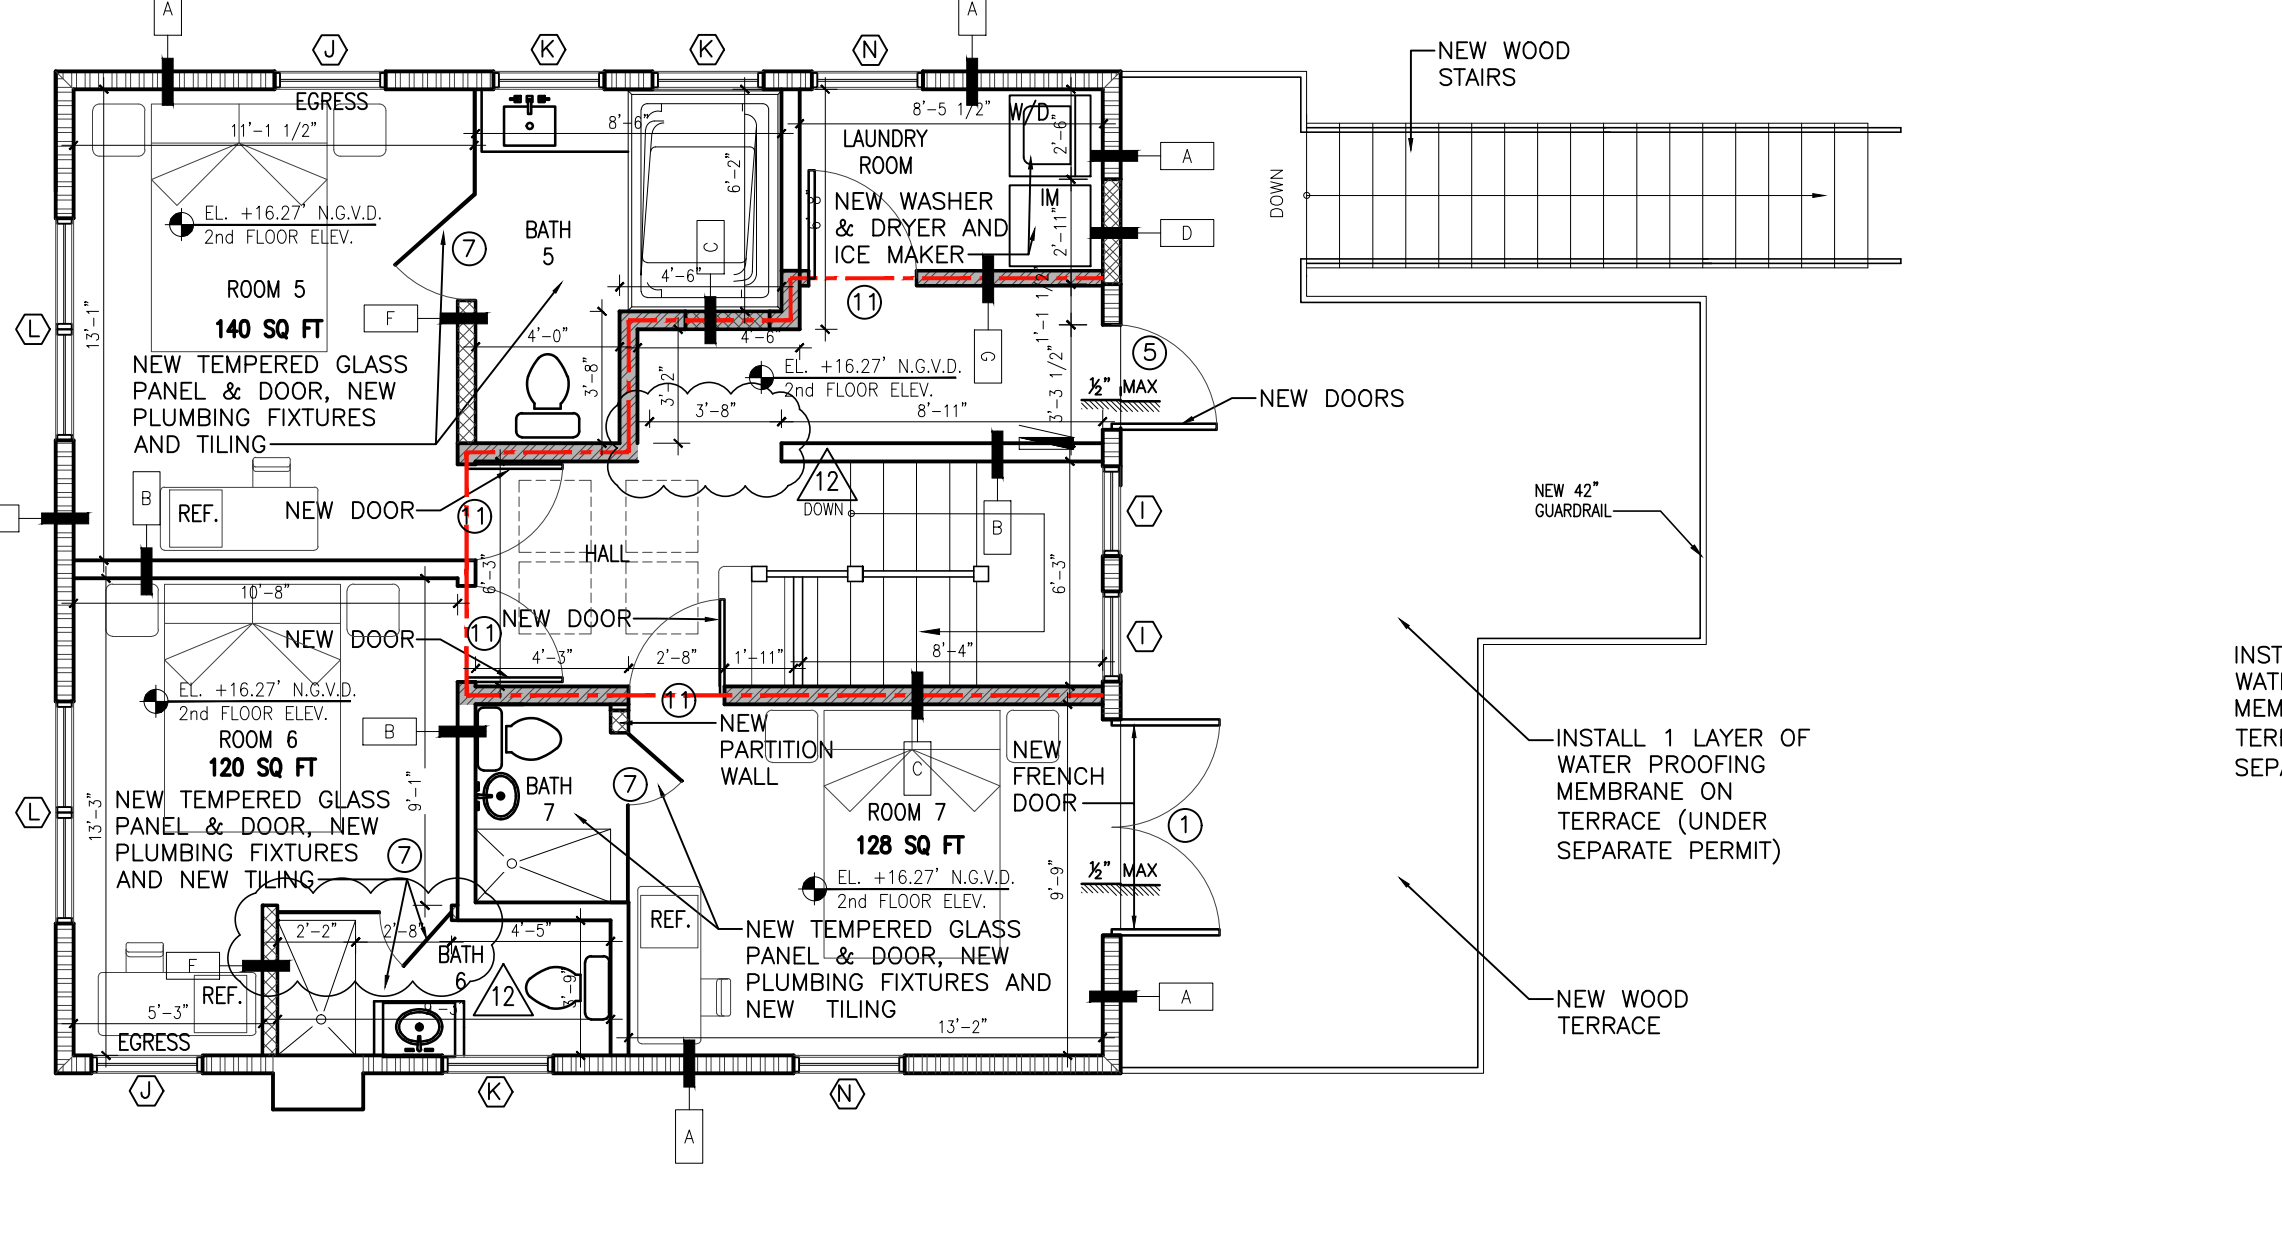 A
A
J
K
K
N
NEW WOOD
STAIRS
EGRESS
11'-1 1/2"
8'-6"
8'-5 1/2"
W/D
2'-6"
LAUNDRY
ROOM
6'-2"
A
DOWN
IM
NEW WASHER
& DRYER AND
ICE MAKER
2'-11"
D
EL. +16.27' N.G.V.D.
2nd FLOOR ELEV.
7
BATH
5
C
4'-6"
ROOM 5
140 SQ FT
F
11
1'-1 1/2"
L
13'-1"
4'-0"
4'-6"
G
5
NEW TEMPERED GLASS
PANEL & DOOR, NEW
PLUMBING FIXTURES
AND TILING
3'-8"
3'-2"
EL. +16.27' N.G.V.D.
2nd FLOOR ELEV.
3'-3 1/2"
½" MAX
NEW DOORS
3'-8"
8'-11"
B
REF.
NEW DOOR
11
12
DOWN
B
I
NEW 42"
GUARDRAIL
HALL
6'-3"
6'-3"
10'-8"
NEW DOOR
NEW DOOR
11
I
4'-3"
2'-8"
1'-11"
8'-4"
EL. +16.27' N.G.V.D.
2nd FLOOR ELEV.
11
ROOM 6
120 SQ FT
B
NEW
PARTITION
WALL
C
NEW
FRENCH
DOOR
INSTALL 1 LAYER OF
WATER PROOFING
MEMBRANE ON
TERRACE (UNDER
SEPARATE PERMIT)
L
13'-3"
9'-1"
NEW TEMPERED GLASS
PANEL & DOOR, NEW
PLUMBING FIXTURES
AND NEW TILING
7
BATH
7
7
ROOM 7
128 SQ FT
1
EL. +16.27' N.G.V.D.
2nd FLOOR ELEV.
9'-9"
½" MAX
REF.
2'-2"
2'-8"
4'-5"
BATH
6
F
12
3'-9"
NEW TEMPERED GLASS
PANEL & DOOR, NEW
PLUMBING FIXTURES AND
NEW TILING
A
NEW WOOD
TERRACE
REF.
5'-3"
13'-2"
EGRESS
J
K
N
A